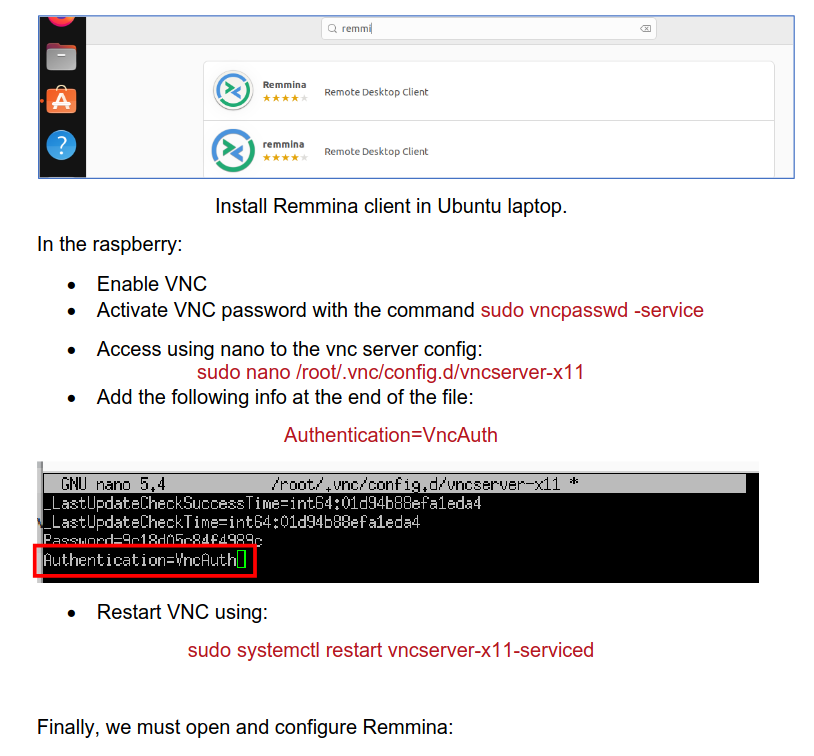 remmi
Remmina
Remote Desktop Client
remmina
Remote Desktop Client
Install Remmina client in Ubuntu laptop.
In the raspberry:
• Enable VNC
• Activate VNC password with the command sudo vncpasswd -service
• Access using nano to the vnc server config:
sudo nano /root/.vnc/config.d/vncserver-x11
• Add the following info at the end of the file:
Authentication=VncAuth
GNU nano 5.4 /root/.vnc/config.d/vncserver-x11 *
_LastUpdateCheckSuccessTime=int64:01d94b88efa1eda4
_LastUpdateCheckTime=int64:01d94b88efa1eda4
Password=9c18d05c84f4989c
Authentication=VncAuth
• Restart VNC using:
sudo systemctl restart vncserver-x11-serviced
Finally, we must open and configure Remmina: